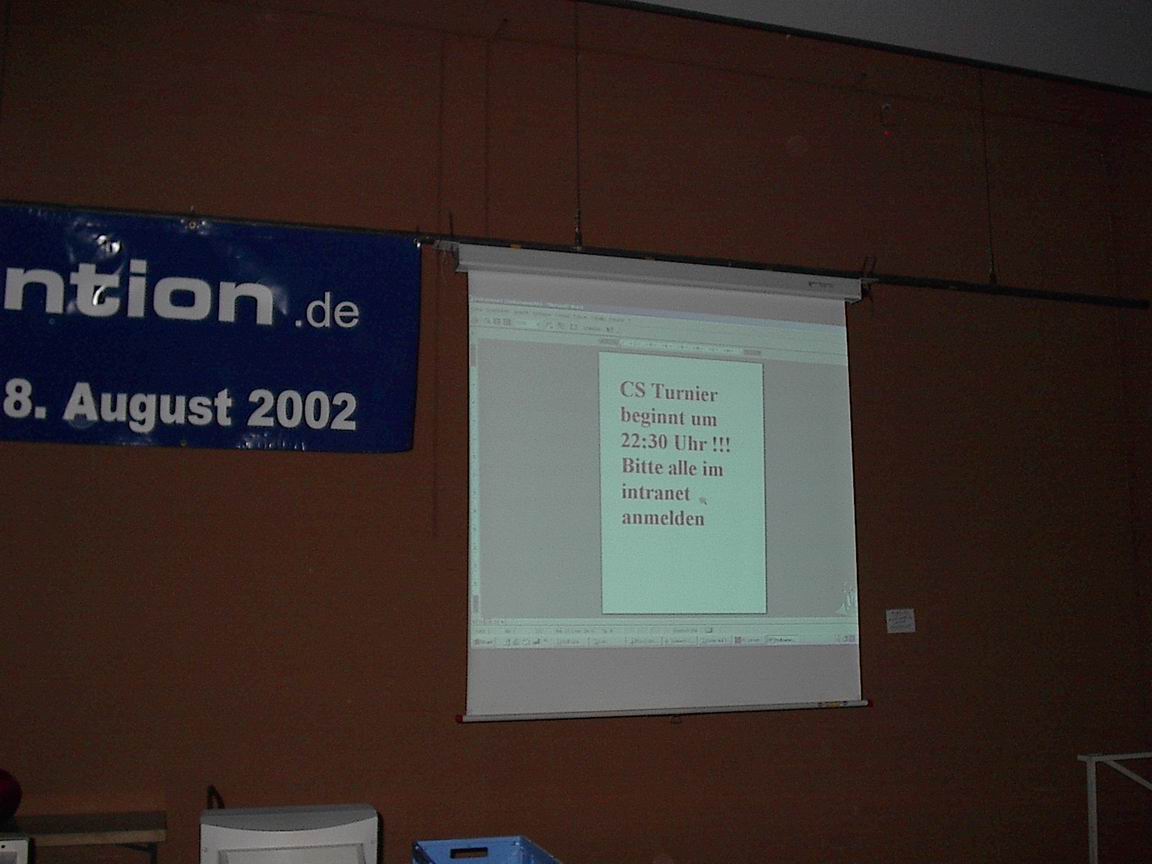 ntion.de
8. August 2002
CS Turnier
beginnt um
22:30 Uhr !!!
Bitte alle im
intranet
anmelden